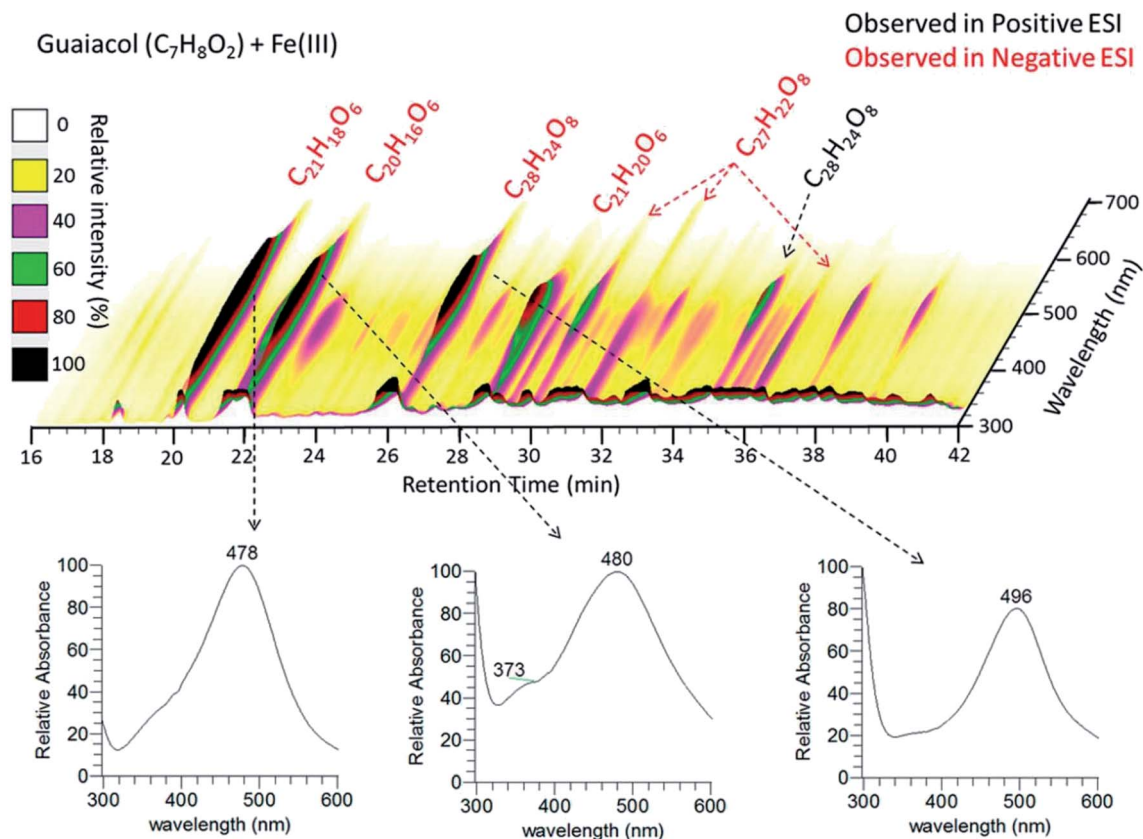 Guaiacol (C₇H₈O₂) + Fe(III)
Observed in Positive ESI
Observed in Negative ESI
Relative intensity (%)
0
20
40
60
80
100
C₂₁H₁₈O₆
C₂₀H₁₆O₆
C₂₈H₂₄O₈
C₂₁H₂₀O₆
C₂₇H₂₂O₈
C₂₈H₂₄O₈
700
600
500
400
300
Wavelength (nm)
16 18 20 22 24 26 28 30 32 34 36 38 40 42
Retention Time (min)
478
100
80
60
40
20
0
Relative Absorbance
300 400 500 600
wavelength (nm)
480
373
100
80
60
40
20
0
Relative Absorbance
300 400 500 600
wavelength (nm)
496
100
80
60
40
20
0
Relative Absorbance
300 400 500 600
wavelength (nm)